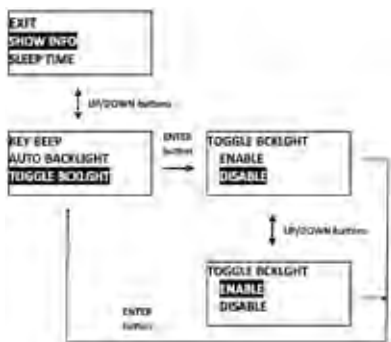 EXIT
SHOW INFO
SLEEP TIME
UP/DOWN buttons
KEY BEEP
AUTO BACKLIGHT
TOGGLE BCKLGHT
ENTER
button
TOGGLE BCKLGHT
ENABLE
DISABLE
UP/DOWN buttons
TOGGLE BCKLGHT
ENABLE
DISABLE
ENTER
button